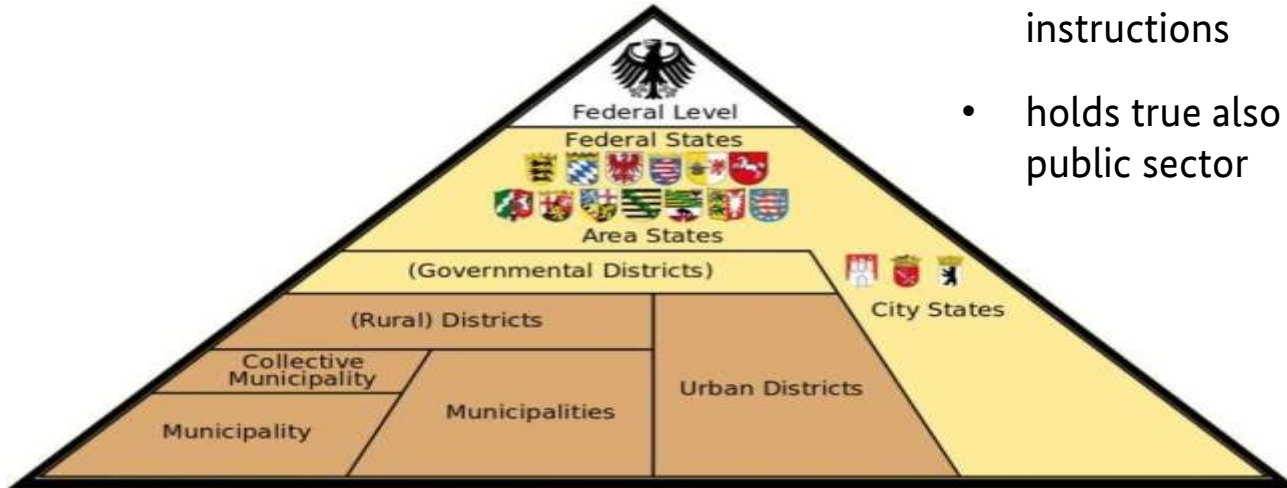 instructions
• holds true also
public sector
Federal Level
Federal States
Area States
(Governmental Districts)
City States
(Rural) Districts
Collective
Municipality
Urban Districts
Municipalities
Municipality